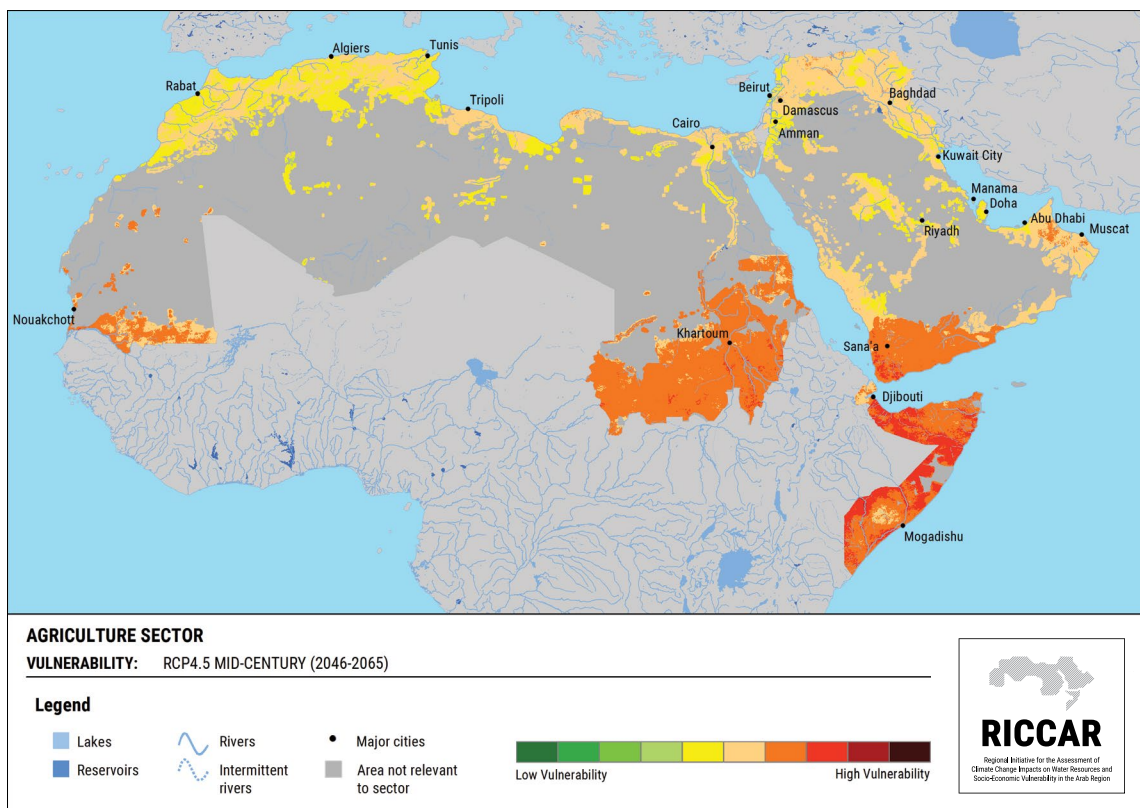 Algiers
Tunis
Rabat
Tripoli
Beirut
Damascus
Baghdad
Cairo
Amman
Kuwait City
Manama
Doha
Abu Dhabi
Muscat
Riyadh
Nouakchott
Khartoum
Sana'a
Djibouti
Mogadishu
AGRICULTURE SECTOR
VULNERABILITY: RCP4.5 MID-CENTURY (2046-2065)
Legend
Lakes
Reservoirs
Rivers
Intermittent
rivers
Major cities
Area not relevant
to sector
Low Vulnerability
High Vulnerability
RICCAR
Regional Initiative for the Assessment of
Climate Change Impacts on Water Resources and
Socio-Economic Vulnerability in the Arab Region